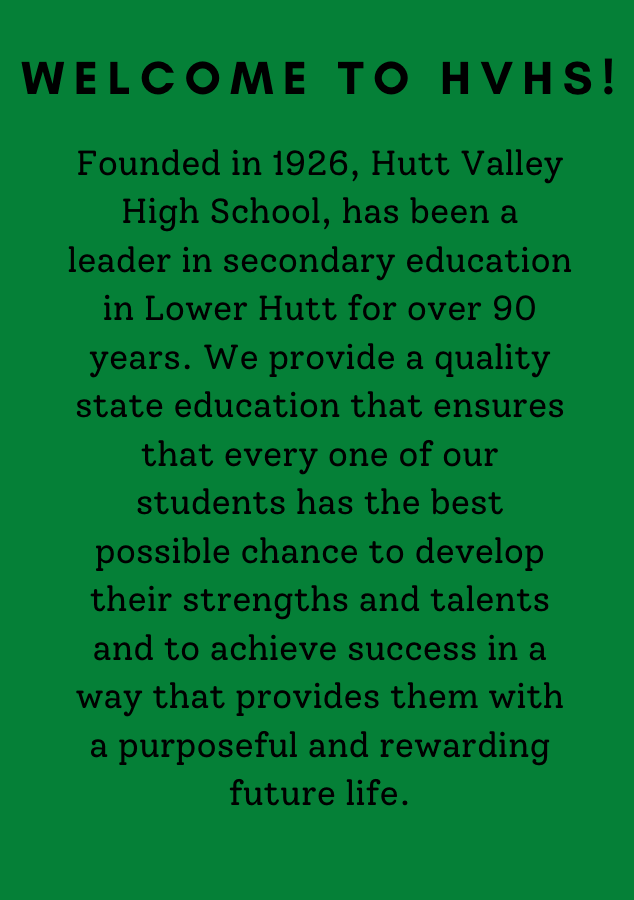 WELCOME TO HVHS!
Founded in 1926, Hutt Valley
High School, has been a
leader in secondary education
in Lower Hutt for over 90
years. We provide a quality
state education that ensures
that every one of our
students has the best
possible chance to develop
their strengths and talents
and to achieve success in a
way that provides them with
a purposeful and rewarding
future life.